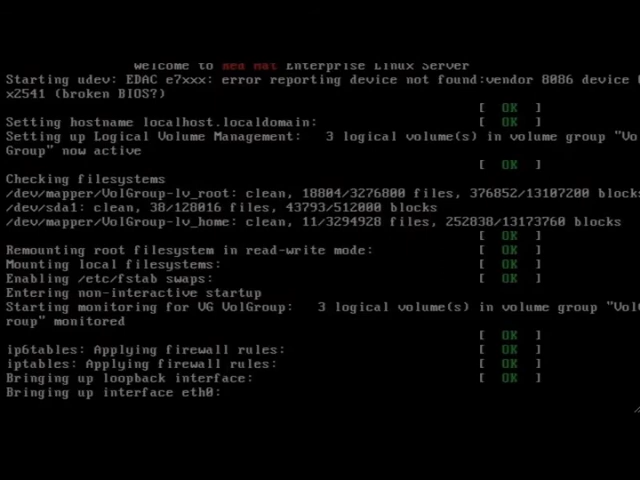 Welcome to Red Hat Enterprise Linux Server
Starting udev: EDAC e7xxx: error reporting device not found:vendor 8086 device 0
x2541 (broken BIOS?)
[ OK ]
Setting hostname localhost.localdomain:
[ OK ]
Setting up Logical Volume Management: 3 logical volume(s) in volume group "Vol
Group" now active
[ OK ]
Checking filesystems
/dev/mapper/VolGroup-lv_root: clean, 18804/3276800 files, 376852/13107200 blocks
/dev/sda1: clean, 38/128016 files, 43793/512000 blocks
/dev/mapper/VolGroup-lv_home: clean, 11/3294928 files, 252838/13173760 blocks
[ OK ]
Remounting root filesystem in read-write mode: [ OK ]
Mounting local filesystems: [ OK ]
Enabling /etc/fstab swaps: [ OK ]
Entering non-interactive startup
Starting monitoring for VG VolGroup: 3 logical volume(s) in volume group "VolG
roup" monitored
[ OK ]
ip6tables: Applying firewall rules: [ OK ]
iptables: Applying firewall rules: [ OK ]
Bringing up loopback interface: [ OK ]
Bringing up interface eth0: